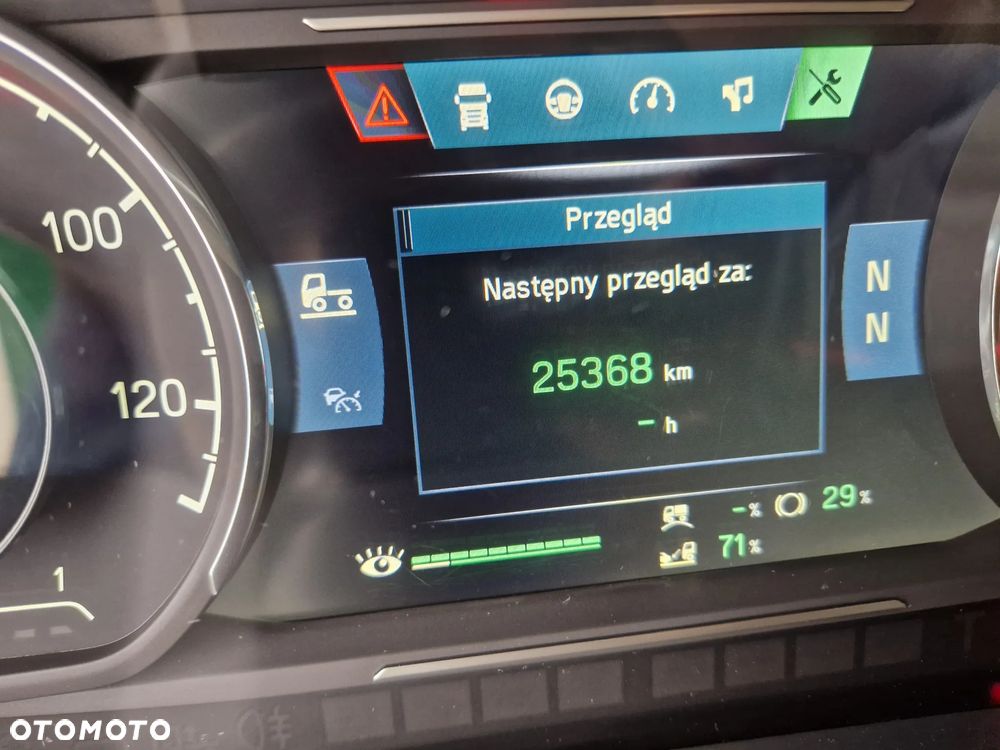 Przegląd
Następny przegląd za:
25368 km
- h
N
N
100
120
1
-%
29%
71%
OTOMOTO